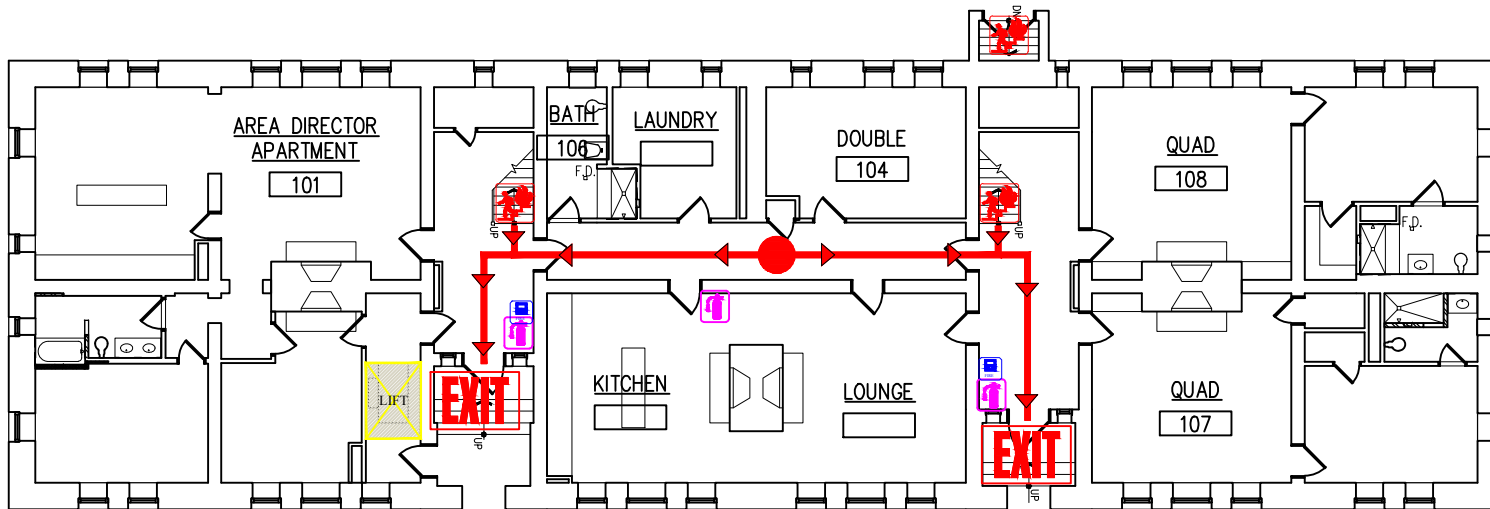 DN
AREA DIRECTOR
APARTMENT
101
BATH
106
F.D.
LAUNDRY
DOUBLE
104
QUAD
108
F.D.
UP
UP
KITCHEN
LOUNGE
QUAD
107
LIFT
EXIT
UP
EXIT
UP